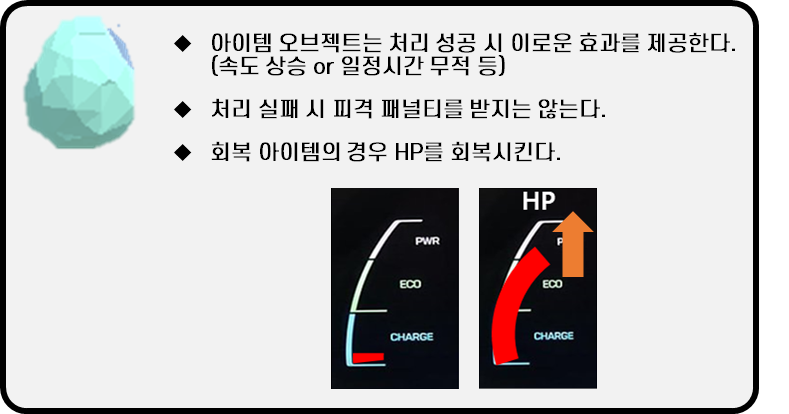 ◆ 아이템 오브젝트는 처리 성공 시 이로운 효과를 제공한다.
(속도 상승 or 일정시간 무적 등)
◆ 처리 실패 시 피격 패널티를 받지는 않는다.
◆ 회복 아이템의 경우 HP를 회복시킨다.
PWR
ECO
CHARGE
HP
ECO
CHARGE